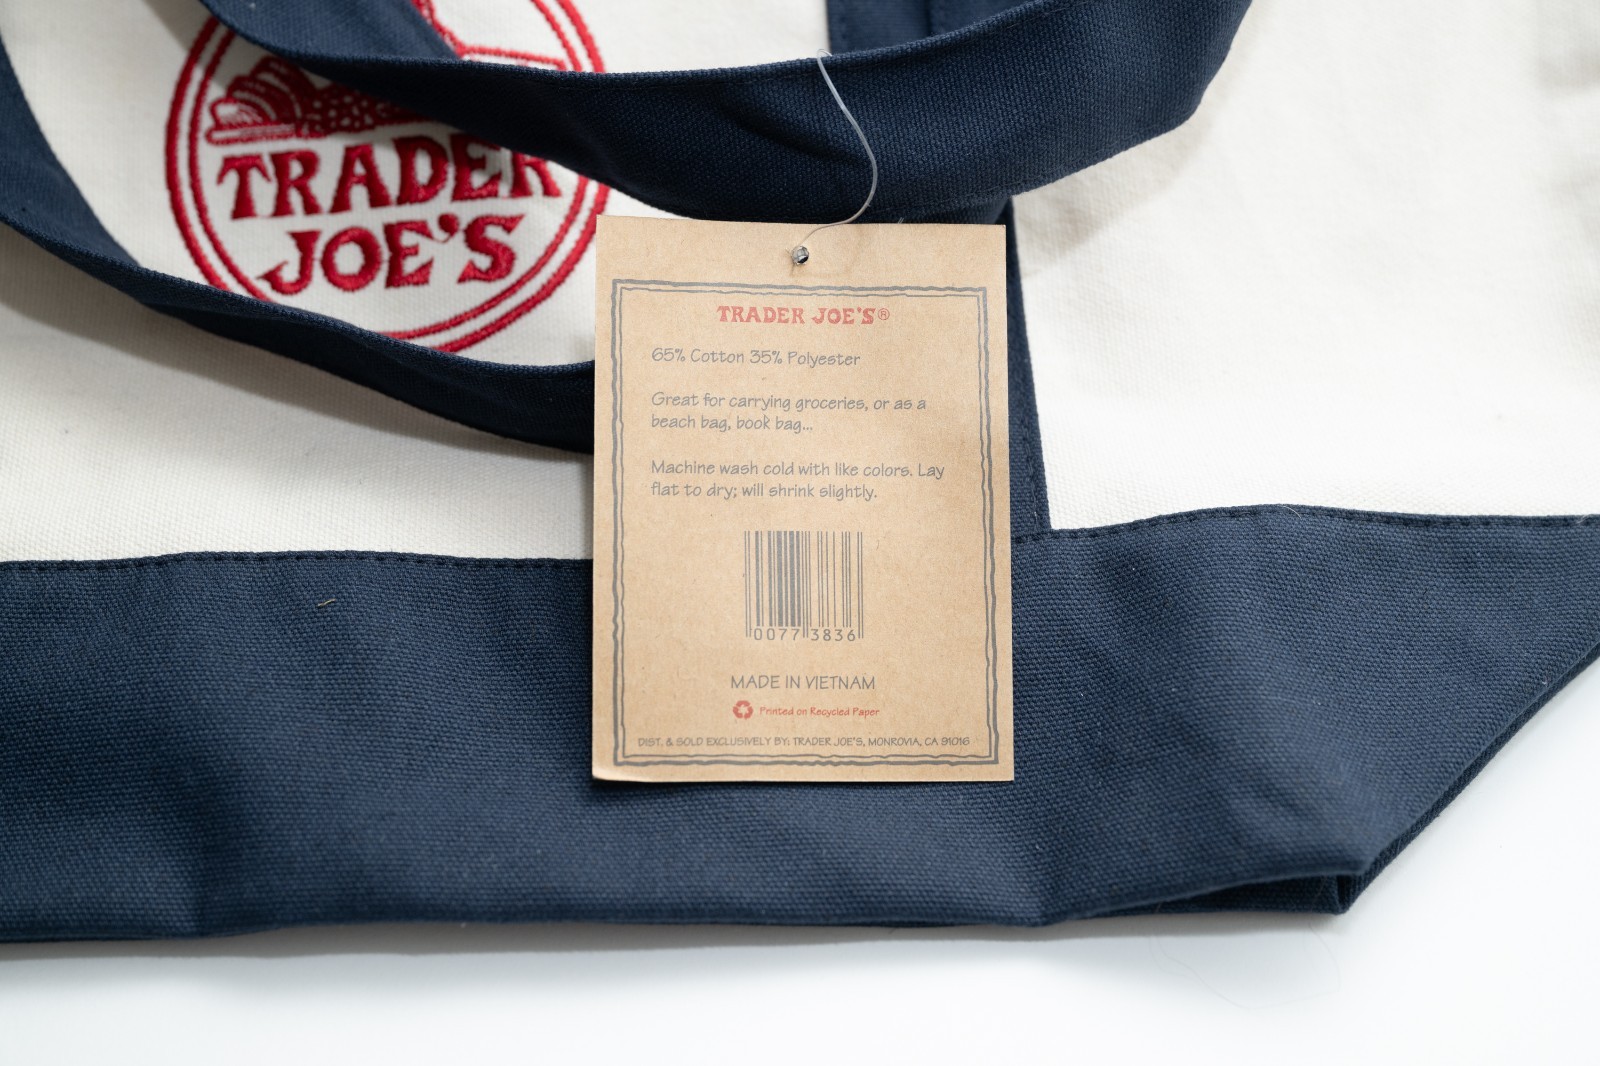 TRADER
JOE'S
TRADER JOE'S®
65% Cotton 35% Polyester
Great for carrying groceries, or as a
beach bag, book bag...
Machine wash cold with like colors. Lay
flat to dry; will shrink slightly.
0077 3836
MADE IN VIETNAM
Printed on Recycled Paper
DIST. & SOLD EXCLUSIVELY BY: TRADER JOE'S, MONROVIA, CA 91016